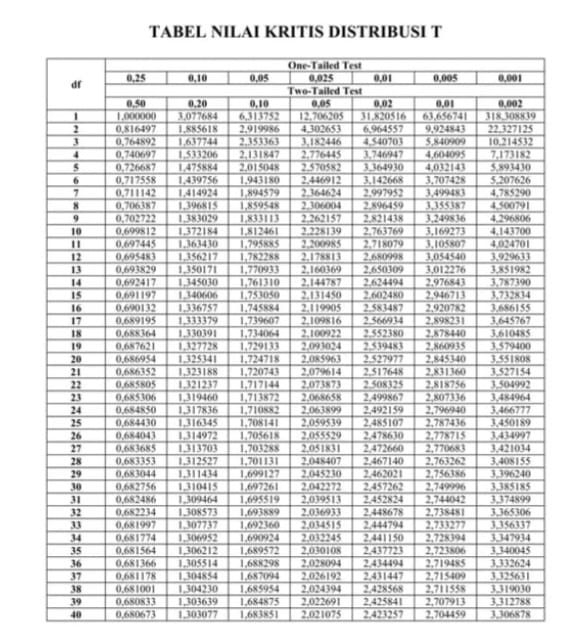 TABEL NILAI KRITIS DISTRIBUSI T
df
One-Tailed Test
0,25 0,10 0,05 0,025 0,01 0,005 0,001
Two-Tailed Test
0,50 0,20 0,10 0,05 0,02 0,01 0,002
1 1,000000 3,077684 6,313752 12,706205 31,820516 63,656741 318,308839
2 0,816497 1,885618 2,919986 4,302653 6,964557 9,924843 22,327125
3 0,764892 1,637744 2,353363 3,182446 4,540703 5,840909 10,214532
4 0,740697 1,533206 2,131847 2,776445 3,746947 4,604095 7,173182
5 0,726687 1,475884 2,015048 2,570582 3,364930 4,032143 5,893430
6 0,717558 1,439756 1,943180 2,446912 3,142668 3,707428 5,207626
7 0,711142 1,414924 1,894579 2,364624 2,997952 3,499483 4,785290
8 0,706387 1,396815 1,859548 2,306004 2,896459 3,355387 4,500791
9 0,702722 1,383029 1,833113 2,262157 2,821438 3,249836 4,296806
10 0,699812 1,372184 1,812461 2,228139 2,763769 3,169273 4,143700
11 0,697445 1,363430 1,795885 2,200985 2,718079 3,105807 4,024701
12 0,695483 1,356217 1,782288 2,178813 2,680998 3,054540 3,929633
13 0,693829 1,350171 1,770933 2,160369 2,650309 3,012276 3,851982
14 0,692417 1,345030 1,761310 2,144787 2,624494 2,976843 3,787390
15 0,691197 1,340606 1,753050 2,131450 2,602480 2,946713 3,732834
16 0,690132 1,336757 1,745884 2,119905 2,583487 2,920782 3,686155
17 0,689195 1,333379 1,739607 2,109816 2,566934 2,898231 3,645767
18 0,688364 1,330391 1,734064 2,100922 2,552380 2,878440 3,610485
19 0,687621 1,327728 1,729133 2,093024 2,539483 2,860935 3,579400
20 0,686954 1,325341 1,724718 2,085963 2,527977 2,845340 3,551808
21 0,686352 1,323188 1,720743 2,079614 2,517648 2,831360 3,527154
22 0,685805 1,321237 1,717144 2,073873 2,508325 2,818756 3,504992
23 0,685306 1,319460 1,713872 2,068658 2,499867 2,807336 3,484964
24 0,684850 1,317836 1,710882 2,063899 2,492159 2,796940 3,466777
25 0,684430 1,316345 1,708141 2,059539 2,485107 2,787436 3,450189
26 0,684043 1,314972 1,705618 2,055529 2,478630 2,778715 3,434997
27 0,683685 1,313703 1,703288 2,051831 2,472660 2,770683 3,421034
28 0,683353 1,312527 1,701131 2,048407 2,467140 2,763262 3,408155
29 0,683044 1,311434 1,699127 2,045230 2,462021 2,756386 3,396240
30 0,682756 1,310415 1,697261 2,042272 2,457262 2,749996 3,385185
31 0,682486 1,309464 1,695519 2,039513 2,452824 2,744042 3,374899
32 0,682234 1,308573 1,693889 2,036933 2,448678 2,738481 3,365306
33 0,681997 1,307737 1,692360 2,034515 2,444794 2,733277 3,356337
34 0,681774 1,306952 1,690924 2,032245 2,441150 2,728394 3,347934
35 0,681564 1,306212 1,689572 2,030108 2,437723 2,723806 3,340045
36 0,681366 1,305514 1,688298 2,028094 2,434494 2,719485 3,332624
37 0,681178 1,304854 1,687094 2,026192 2,431447 2,715409 3,325631
38 0,681001 1,304230 1,685954 2,024394 2,428568 2,711558 3,319030
39 0,680833 1,303639 1,684875 2,022691 2,425841 2,707913 3,312788
40 0,680673 1,303077 1,683851 2,021075 2,423257 2,704459 3,306878